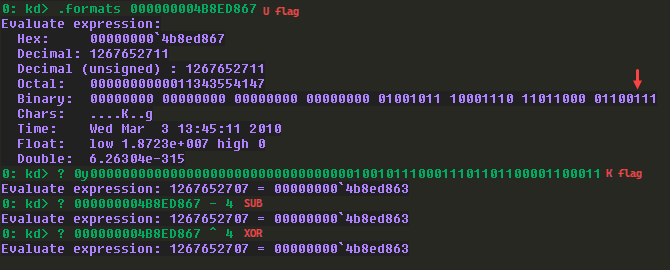 0: kd> .formats 000000004B8ED867 U flag
Evaluate expression:
Hex:     00000000`4b8ed867
Decimal: 1267652711
Decimal (unsigned) : 1267652711
Octal:   0000000000011343554147
Binary:  00000000 00000000 00000000 00000000 01001011 10001110 11011000 01100111
Chars:   ....K..g
Time:    Wed Mar  3 13:45:11 2010
Float:   low 1.8723e+007 high 0
Double:  6.26304e-315
0: kd> ? 0y0000000000000000000000000000000001001011100011101101100001100011 K flag
Evaluate expression: 1267652707 = 00000000`4b8ed863
0: kd> ? 000000004B8ED867 - 4 SUB
Evaluate expression: 1267652707 = 00000000`4b8ed863
0: kd> ? 000000004B8ED867 ^ 4 XOR
Evaluate expression: 1267652707 = 00000000`4b8ed863